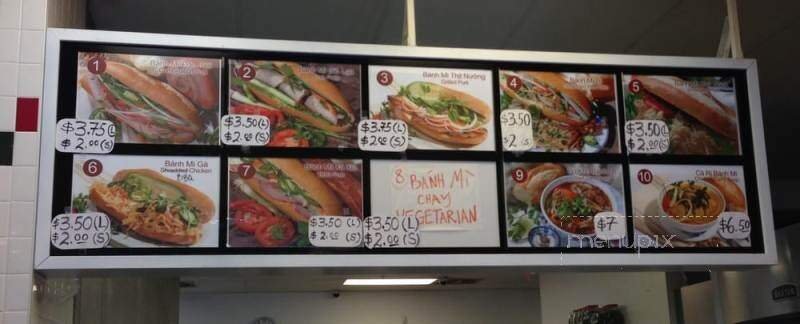 1
$3.75(L)
$2.00(S)
2
$3.50(L)
$2.00(S)
3
Bánh Mì Thịt Nướng
Grilled Pork
$3.75(L)
$2.00(S)
4
$3.50
$2
5
$3.50(L)
$2.00(S)
6
Bánh Mì Gà
Shredded Chicken
$3.50(L)
$2.00(S)
7
$3.50(L)
$2.00(S)
8 BÁNH MÌ
CHAY
VEGETARIAN
$3.50(L)
$2.00(S)
9
$7
10
Cà Ri Bánh Mì
$6.50
menupix